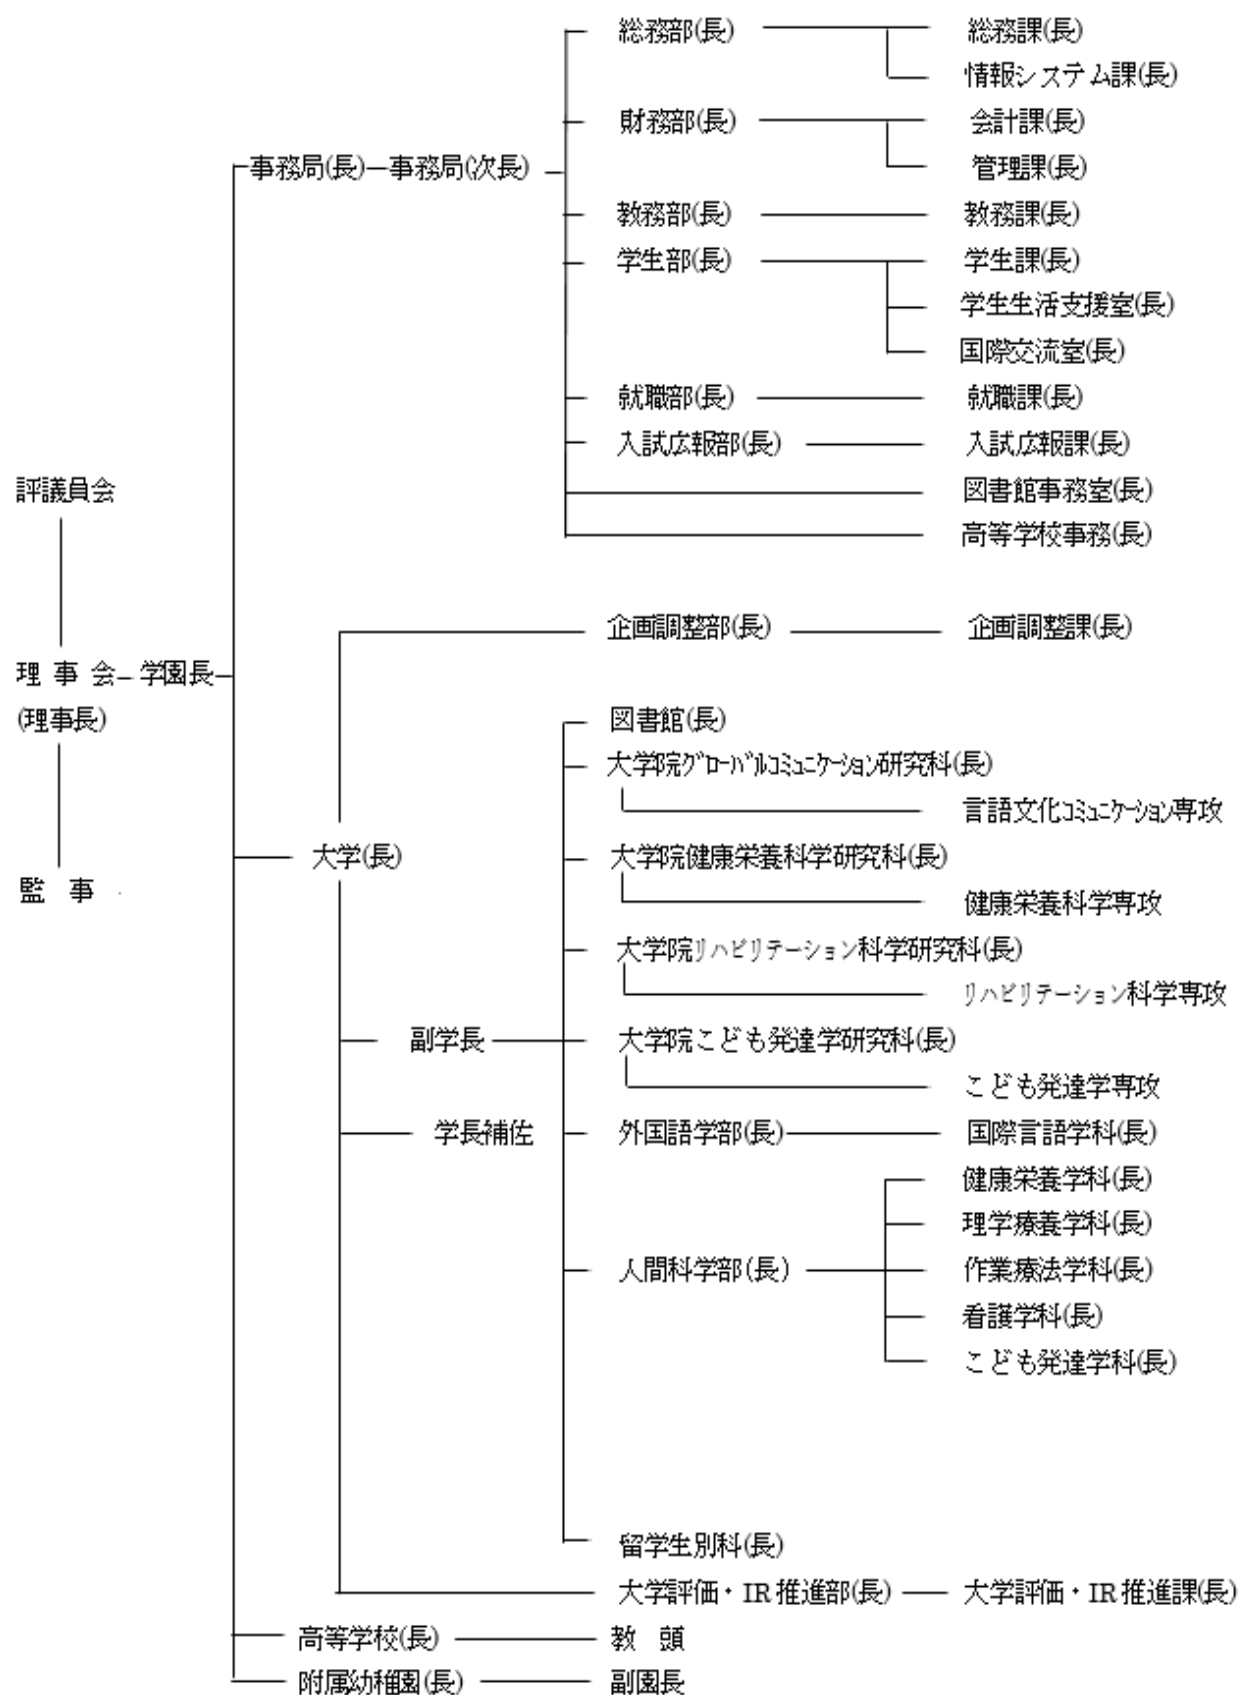 総務部(長) 総務課(長)
情報システム課(長)
財務部(長) 会計課(長)
事務局(長) 事務局(次長) 管理課(長)
教務部(長) 教務課(長)
学生部(長) 学生課(長)
学生生活支援室(長)
国際交流室(長)
就職部(長) 就職課(長)
入試広報部(長) 入試広報課(長)
評議員会 図書館事務室(長)
高等学校事務(長)
企画調整部(長) 企画調整課(長)
理事会 学園長
(理事長) 図書館(長)
大学院グローバルコミュニケーション研究科(長)
言語文化コミュニケーション専攻
大学(長) 大学院健康栄養科学研究科(長)
監事 健康栄養科学専攻
大学院リハビリテーション科学研究科(長)
リハビリテーション科学専攻
副学長 大学院こども発達学研究科(長)
こども発達学専攻
学長補佐 外国語学部(長) 国際言語学科(長)
健康栄養学科(長)
理学療養学科(長)
人間科学部(長) 作業療法学科(長)
看護学科(長)
こども発達学科(長)
留学生別科(長)
大学評価・IR推進部(長) 大学評価・IR推進課(長)
高等学校(長) 教頭
附属幼稚園(長) 副園長